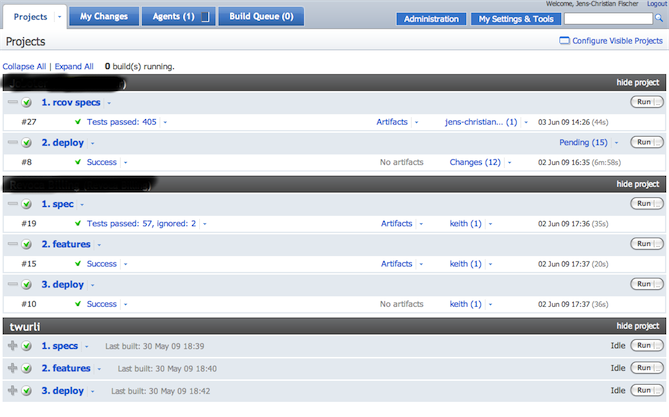 Welcome, Jens-Christian Fischer Logout
Projects My Changes Agents (1) Build Queue (0) Administration My Settings & Tools
Projects Configure Visible Projects
Collapse All | Expand All 0 build(s) running.
hide project
1. rcov specs Run
#27 Tests passed: 405 Artifacts jens-christian... (1) 03 Jun 09 14:26 (44s)
2. deploy Pending (15) Run
#8 Success No artifacts Changes (12) 02 Jun 09 16:35 (6m:58s)
hide project
1. spec Run
#19 Tests passed: 57, ignored: 2 Artifacts keith (1) 02 Jun 09 17:36 (35s)
2. features Run
#15 Success Artifacts keith (1) 02 Jun 09 17:37 (20s)
3. deploy Run
#10 Success No artifacts keith (1) 02 Jun 09 17:37 (36s)
twurli hide project
1. specs Last built: 30 May 09 18:39 Idle Run
2. features Last built: 30 May 09 18:40 Idle Run
3. deploy Last built: 30 May 09 18:42 Idle Run